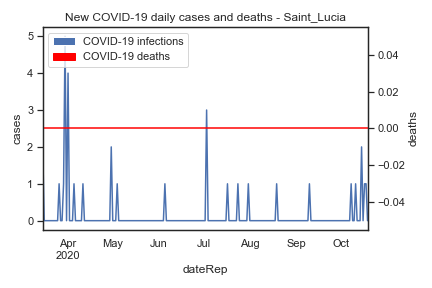 New COVID-19 daily cases and deaths - Saint_Lucia
COVID-19 infections
COVID-19 deaths
5
4
3
2
1
0
cases
0.04
0.02
0.00
−0.02
−0.04
deaths
Apr May Jun Jul Aug Sep Oct
2020
dateRep